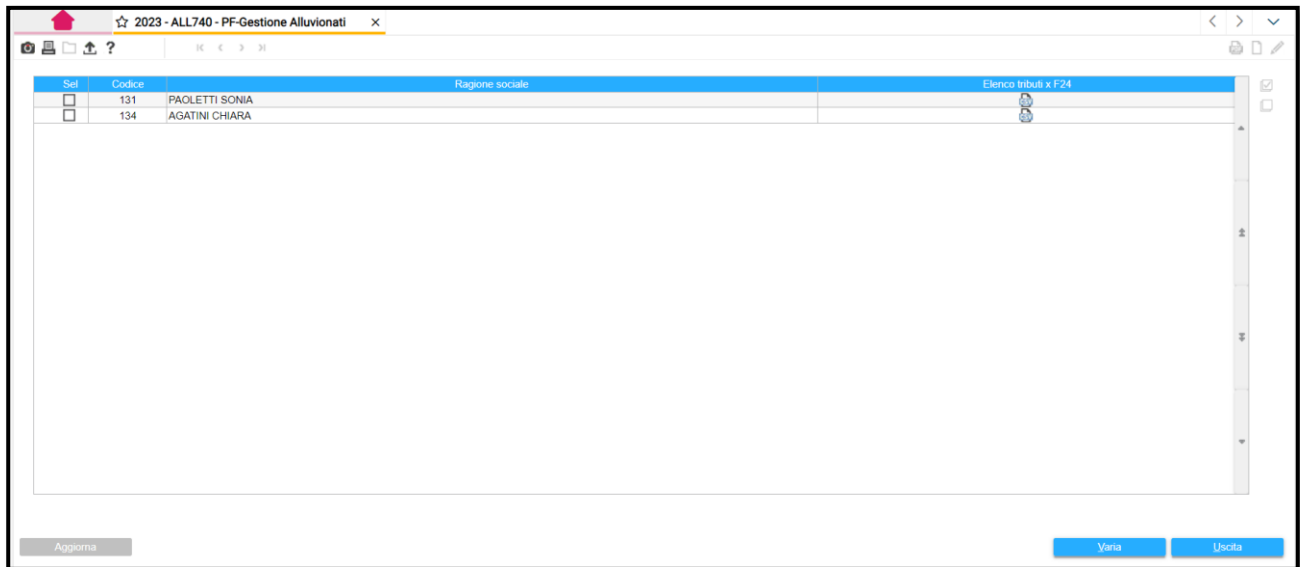 2023 - ALL740 - PF-Gestione Alluvionati
Sel Codice Ragione sociale Elenco tributi x F24
131 PAOLETTI SONIA
134 AGATINI CHIARA
Aggiorna Varia Uscita